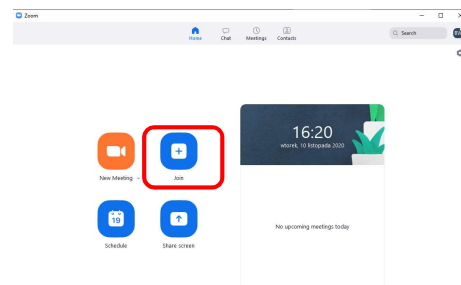 Zoom
Home Chat Meetings Contacts
Search
16:20
wtorek, 10 listopada 2020
New Meeting
Join
19
Schedule
Share screen
No upcoming meetings today